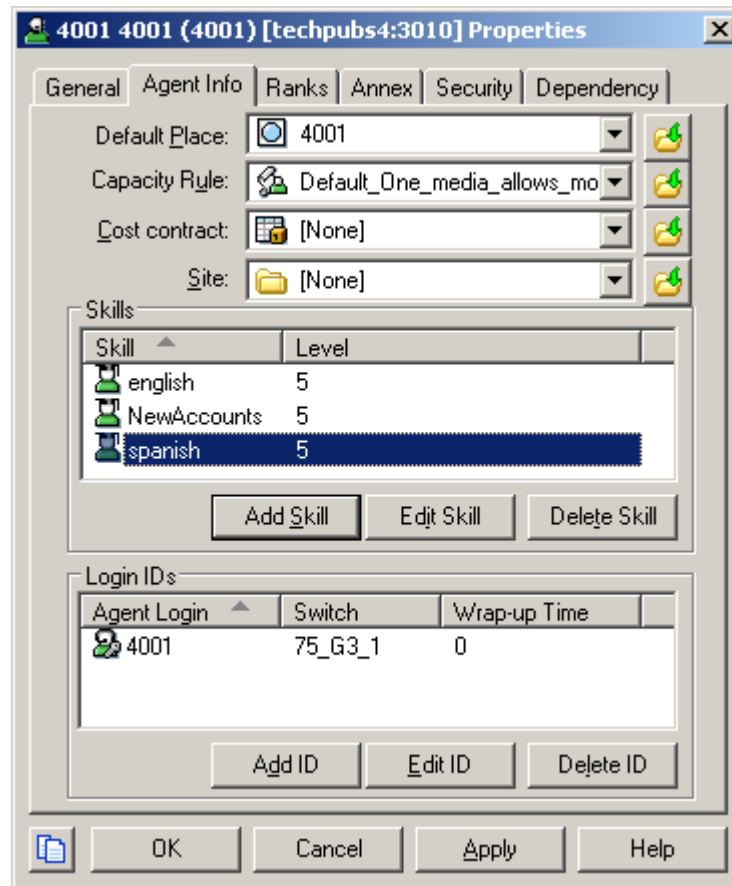 4001 4001 (4001) [techpubs4:3010] Properties
General Agent Info Ranks Annex Security Dependency
Default Place: 4001
Capacity Rule: Default_One_media_allows_mo
Cost contract: [None]
Site: [None]
Skills
Skill Level
english 5
NewAccounts 5
spanish 5
Add Skill Edit Skill Delete Skill
Login IDs
Agent Login Switch Wrap-up Time
4001 75_G3_1 0
Add ID Edit ID Delete ID
OK Cancel Apply Help